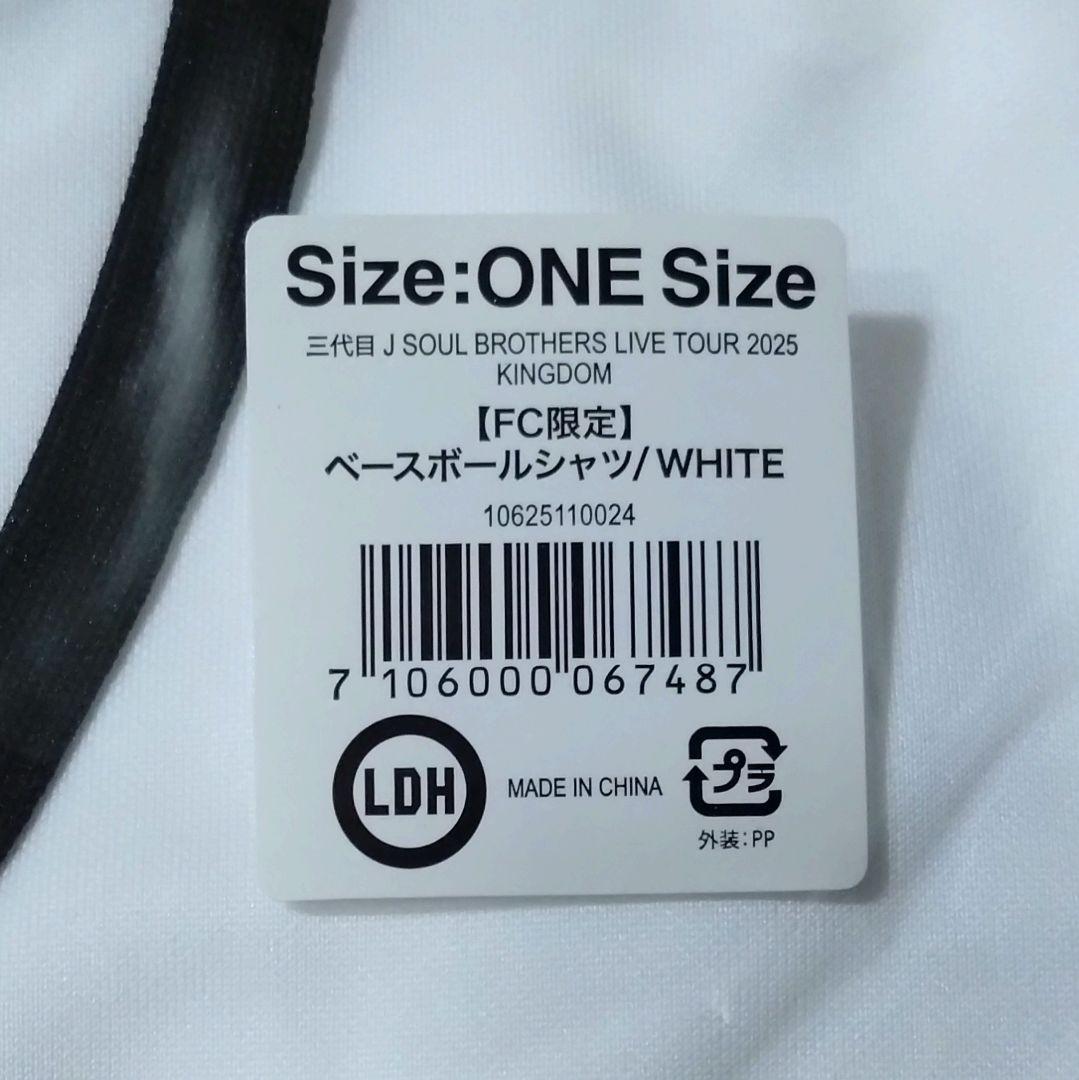 Size:ONE Size
三代目 J SOUL BROTHERS LIVE TOUR 2025
KINGDOM
【FC限定】
ベースボールシャツ/ WHITE
10625110024
7 106000 067487
LDH
MADE IN CHINA
プラ
外装:PP